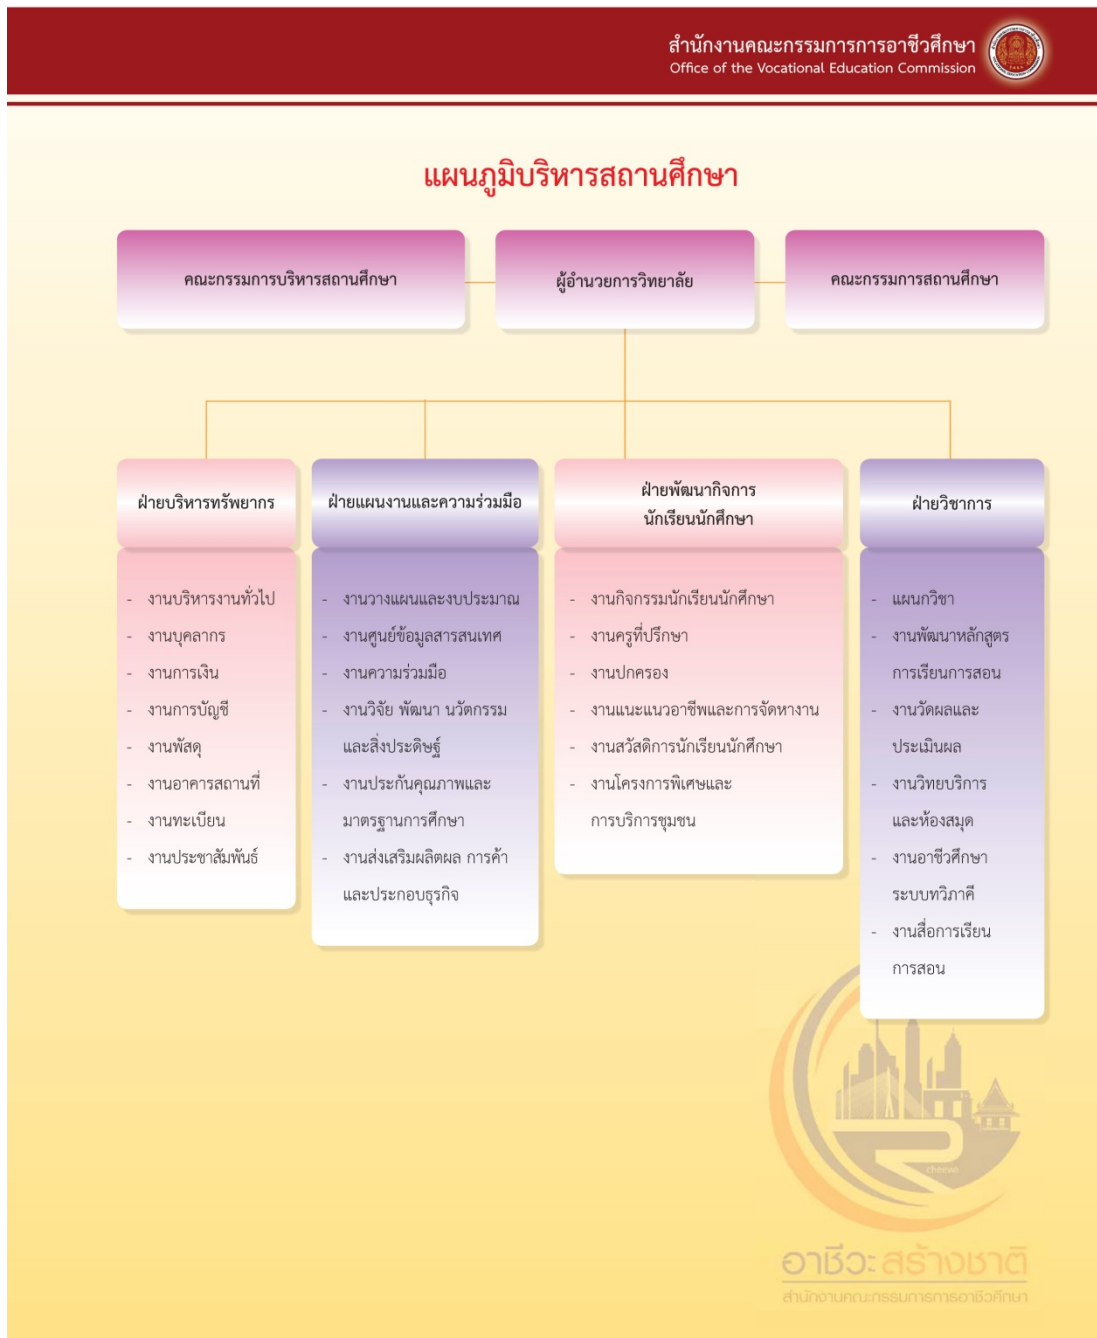 สำนักงานคณะกรรมการการอาชีวศึกษา
Office of the Vocational Education Commission
แผนภูมิบริหารสถานศึกษา
คณะกรรมการบริหารสถานศึกษา
ผู้อำนวยการวิทยาลัย
คณะกรรมการสถานศึกษา
ฝ่ายบริหารทรัพยากร
- งานบริหารงานทั่วไป
- งานบุคลากร
- งานการเงิน
- งานการบัญชี
- งานพัสดุ
- งานอาคารสถานที่
- งานทะเบียน
- งานประชาสัมพันธ์
ฝ่ายแผนงานและความร่วมมือ
- งานวางแผนและงบประมาณ
- งานศูนย์ข้อมูลสารสนเทศ
- งานความร่วมมือ
- งานวิจัย พัฒนา นวัตกรรม
และสิ่งประดิษฐ์
- งานประกันคุณภาพและ
มาตรฐานการศึกษา
- งานส่งเสริมผลิตผล การค้า
และประกอบธุรกิจ
ฝ่ายพัฒนากิจการ
นักเรียนนักศึกษา
- งานกิจกรรมนักเรียนนักศึกษา
- งานครูที่ปรึกษา
- งานปกครอง
- งานแนะแนวอาชีพและการจัดหางาน
- งานสวัสดิการนักเรียนนักศึกษา
- งานโครงการพิเศษและ
การบริการชุมชน
ฝ่ายวิชาการ
- แผนกวิชา
- งานพัฒนาหลักสูตร
การเรียนการสอน
- งานวัดผลและ
ประเมินผล
- งานวิทยบริการ
และห้องสมุด
- งานอาชีวศึกษา
ระบบทวิภาคี
- งานสื่อการเรียน
การสอน
cheewa
อาชีวะสร้างชาติ
สำนักงานคณะกรรมการการอาชีวศึกษา